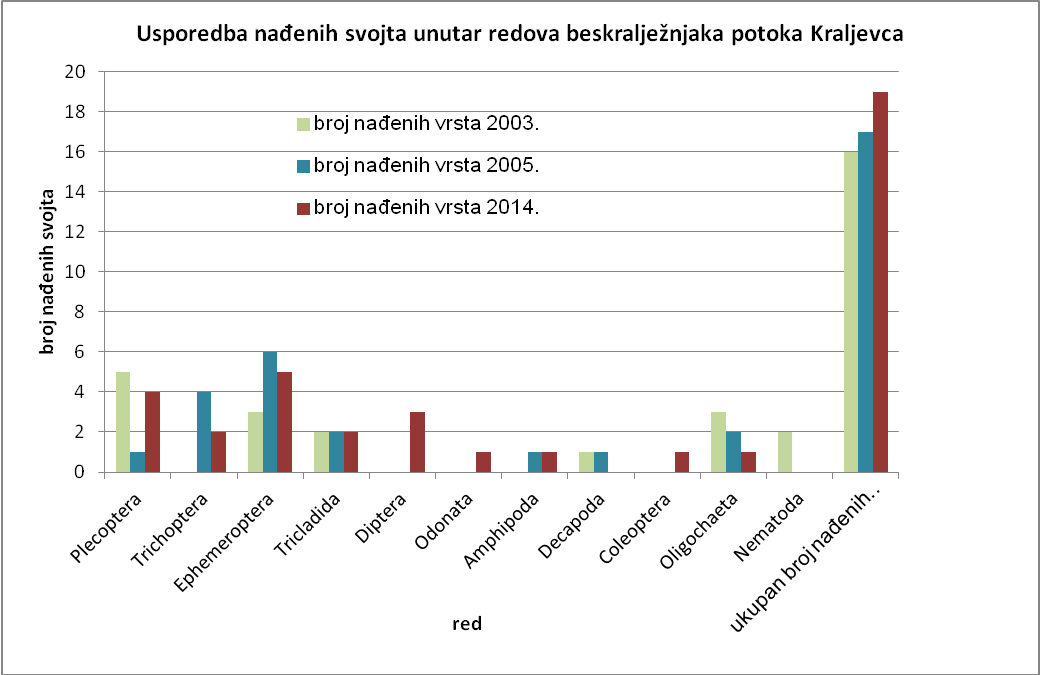 Usporedba nađenih svojta unutar redova beskralježnjaka potoka Kraljevca
broj nađenih svojta
20
18
16
14
12
10
8
6
4
2
0
broj nađenih vrsta 2003.
broj nađenih vrsta 2005.
broj nađenih vrsta 2014.
Plecoptera
Trichoptera
Ephemeroptera
Tricladida
Diptera
Odonata
Amphipoda
Decapoda
Coleoptera
Oligochaeta
Nematoda
ukupan broj nađenih..
red